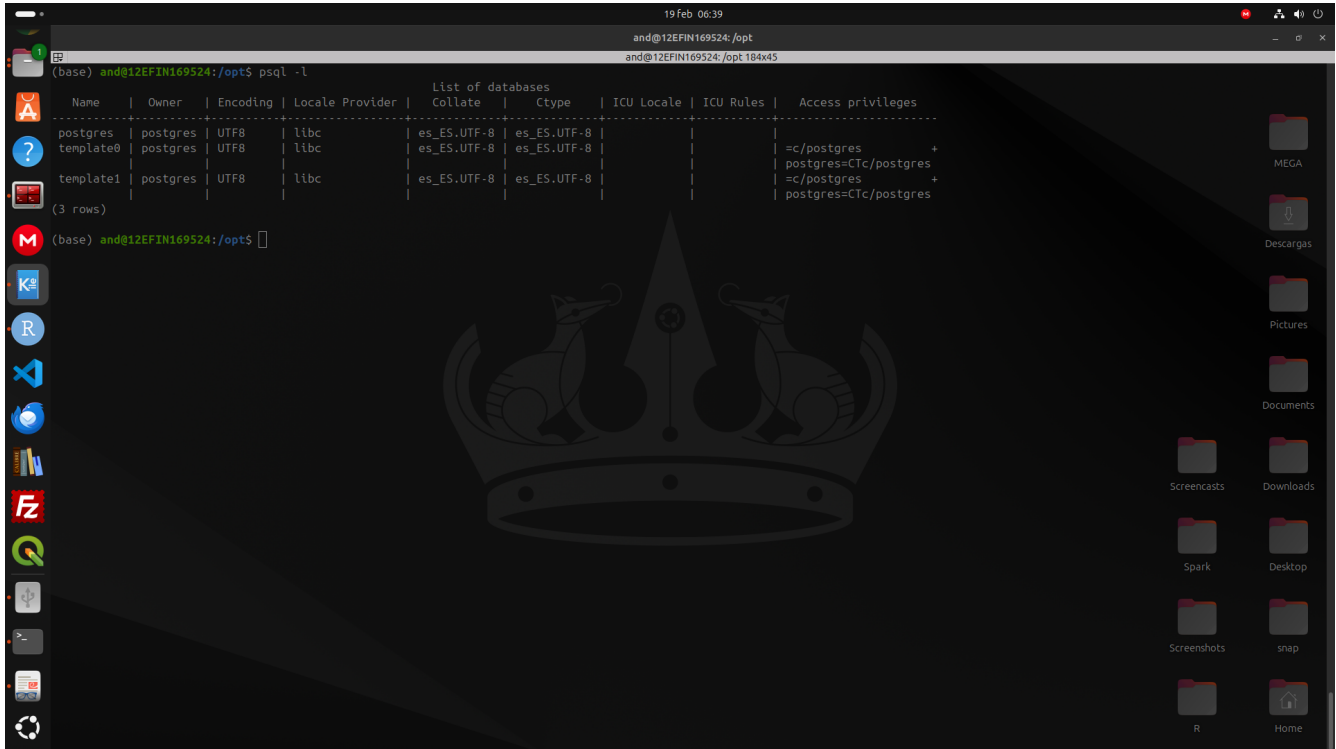 19 feb 06:39
and@12EFIN169524: /opt
and@12EFIN169524: /opt 184x45
(base) and@12EFIN169524:/opt$ psql -l
List of databases
Name | Owner | Encoding | Locale Provider | Collate | Ctype | ICU Locale | ICU Rules | Access privileges
-----------+----------+----------+-----------------+-------------+-------------+------------+-----------+-----------------------
postgres | postgres | UTF8 | libc | es_ES.UTF-8 | es_ES.UTF-8 | | |
template0 | postgres | UTF8 | libc | es_ES.UTF-8 | es_ES.UTF-8 | | | =c/postgres +
| | | | | | | | postgres=CTc/postgres
template1 | postgres | UTF8 | libc | es_ES.UTF-8 | es_ES.UTF-8 | | | =c/postgres +
| | | | | | | | postgres=CTc/postgres
(3 rows)
(base) and@12EFIN169524:/opt$
1
A
?
M
K
R
CALIBRE
Fz
>_
MEGA
Descargas
Pictures
Documents
Screencasts
Downloads
Spark
Desktop
Screenshots
snap
R
Home